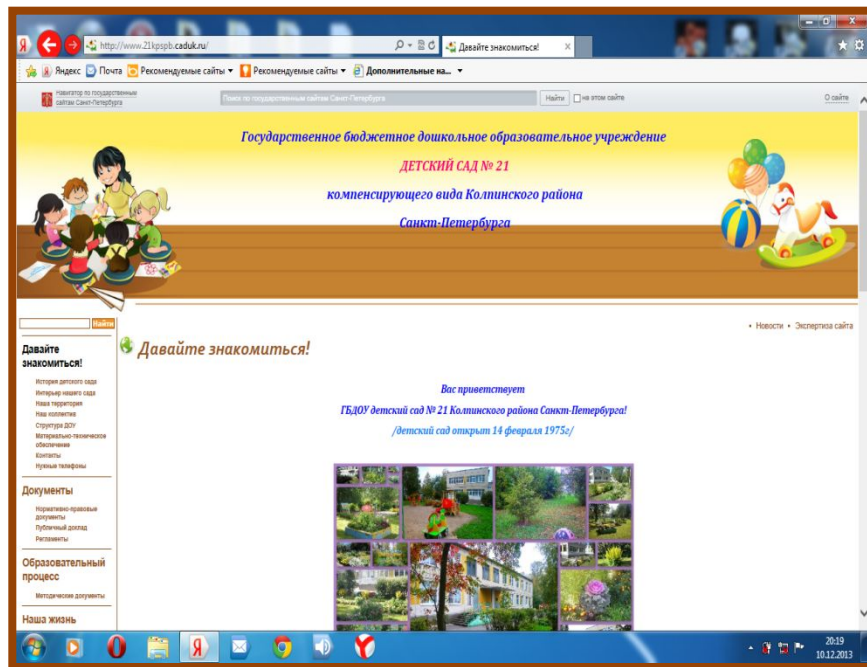 http://www.21kpspb.caduk.ru/
Давайте знакомиться!
Яндекс Почта Рекомендуемые сайты Рекомендуемые сайты Дополнительные на...
Навигатор по государственным
сайтам Санкт-Петербурга
Поиск по государственным сайтам Санкт-Петербурга
Найти на этом сайте
О сайте
Государственное бюджетное дошкольное образовательное учреждение
ДЕТСКИЙ САД № 21
компенсирующего вида Колпинского района
Санкт-Петербурга
Найти
• Новости • Экспертиза сайта
Давайте
знакомиться!
История детского сада
Интерьер нашего сада
Наша территория
Наш коллектив
Структура ДОУ
Материально-техническое
обеспечение
Контакты
Нужные телефоны
Документы
Нормативно-правовые
документы
Публичный доклад
Регламенты
Образовательный
процесс
Методические документы
Наша жизнь
Давайте знакомиться!
Вас приветствует
ГБДОУ детский сад № 21 Колпинского района Санкт-Петербурга!
/детский сад открыт 14 февраля 1975г/
20:19
10.12.2013